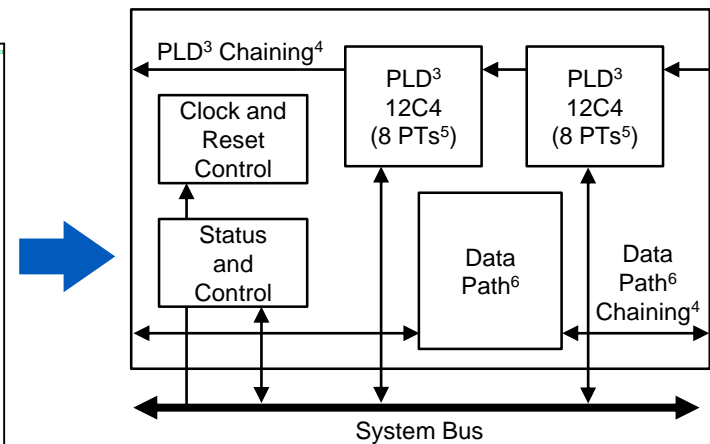 PLD³ Chaining⁴
PLD³
12C4
(8 PTs⁵)
PLD³
12C4
(8 PTs⁵)
Clock and
Reset
Control
Status
and
Control
Data
Path⁶
Data
Path⁶
Chaining⁴
System Bus